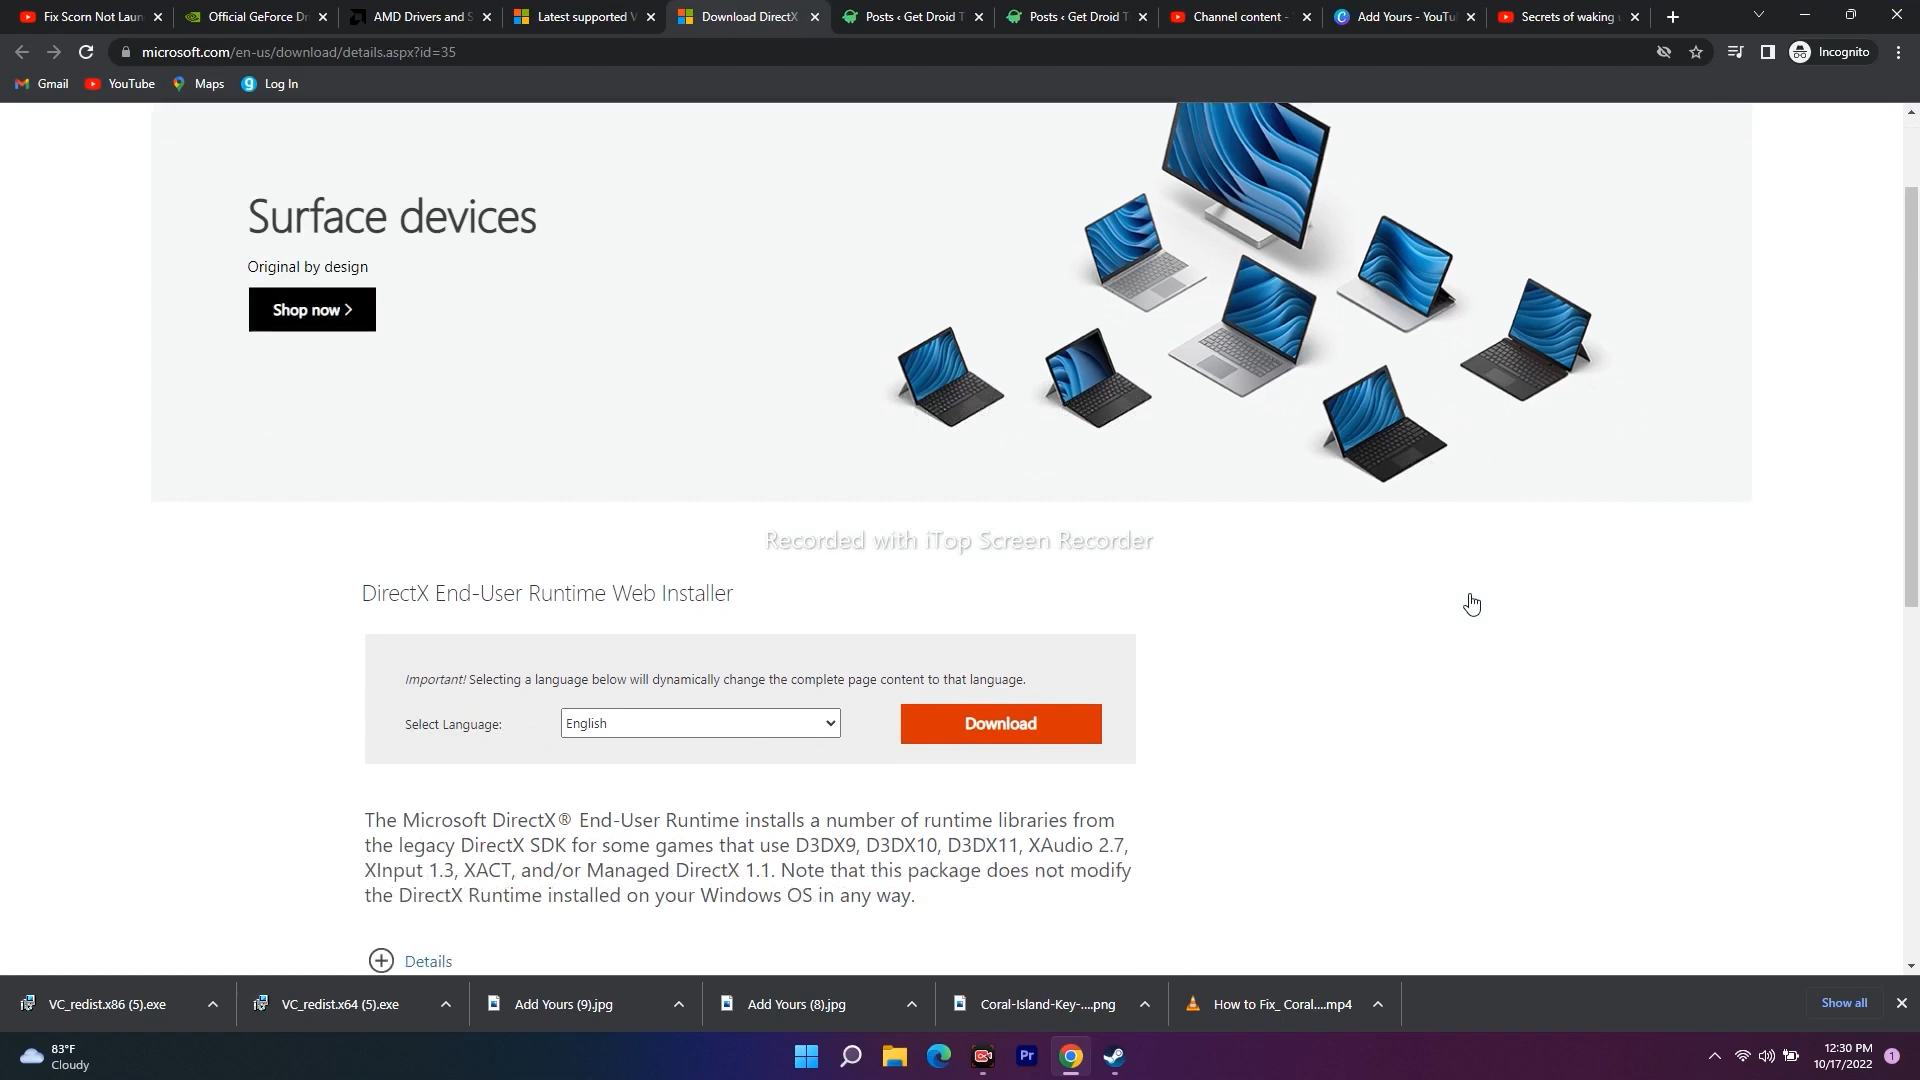 Fix Scorn Not Laun
Official GeForce Dr
AMD Drivers and S
Latest supported V
Download DirectX
Posts ‹ Get Droid T
Posts ‹ Get Droid T
Channel content -
Add Yours - YouTu
Secrets of waking
microsoft.com/en-us/download/details.aspx?id=35
Incognito
Gmail
YouTube
Maps
Log In
Surface devices
Original by design
Shop now >
Recorded with iTop Screen Recorder
DirectX End-User Runtime Web Installer
Important! Selecting a language below will dynamically change the complete page content to that language.
Select Language:
English
Download
The Microsoft DirectX® End-User Runtime installs a number of runtime libraries from
the legacy DirectX SDK for some games that use D3DX9, D3DX10, D3DX11, XAudio 2.7,
XInput 1.3, XACT, and/or Managed DirectX 1.1. Note that this package does not modify
the DirectX Runtime installed on your Windows OS in any way.
Details
VC_redist.x86 (5).exe
VC_redist.x64 (5).exe
Add Yours (9).jpg
Add Yours (8).jpg
Coral-Island-Key-....png
How to Fix_ Coral....mp4
Show all
83°F
Cloudy
Pr
12:30 PM
10/17/2022
1